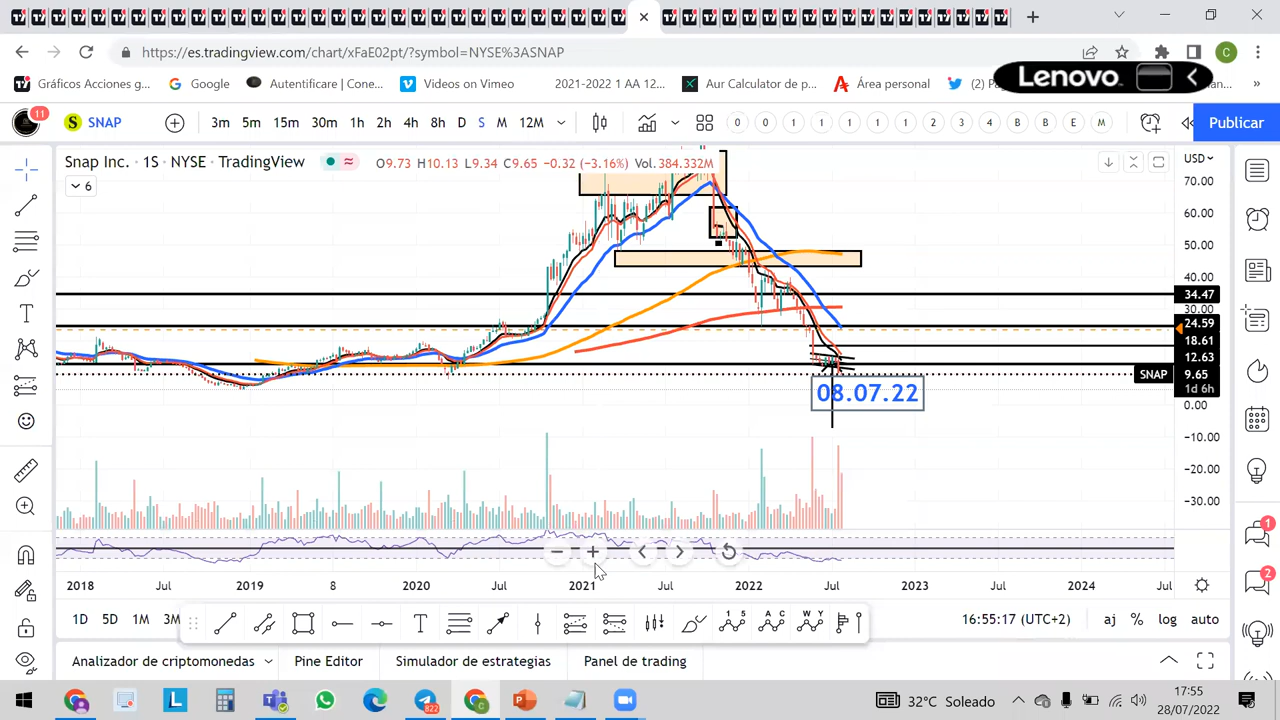 https://es.tradingview.com/chart/xFaE02pt/?symbol=NYSE%3ASNAP
C
Gráficos Acciones g...
Google
Autentificare | Cone...
Videos on Vimeo
2021-2022 1 AA 12...
Aur Calculator de p...
Área personal
Lenovo
»
11
SNAP
3m 5m 15m 30m 1h 2h 4h 8h D S M 12M
0 0 1 1 1 1 1 2 3 4 B B E M
Publicar
Snap Inc. · 1S · NYSE · TradingView
O9.73 H10.13 L9.34 C9.65 −0.32 (−3.16%) Vol.384.332M
6
USD
70.00
60.00
50.00
40.00
34.47
30.00
24.59
18.61
12.63
SNAP 9.65
1d 6h
0.00
−10.00
−20.00
−30.00
08.07.22
2018 Jul 2019 8 2020 Jul 2021 Jul 2022 Jul 2023 Jul 2024 Jul
1D 5D 1M 3M
16:55:17 (UTC+2)
% log auto
Analizador de criptomonedas
Pine Editor
Simulador de estrategias
Panel de trading
1
2
822
32°C Soleado
17:55
28/07/2022